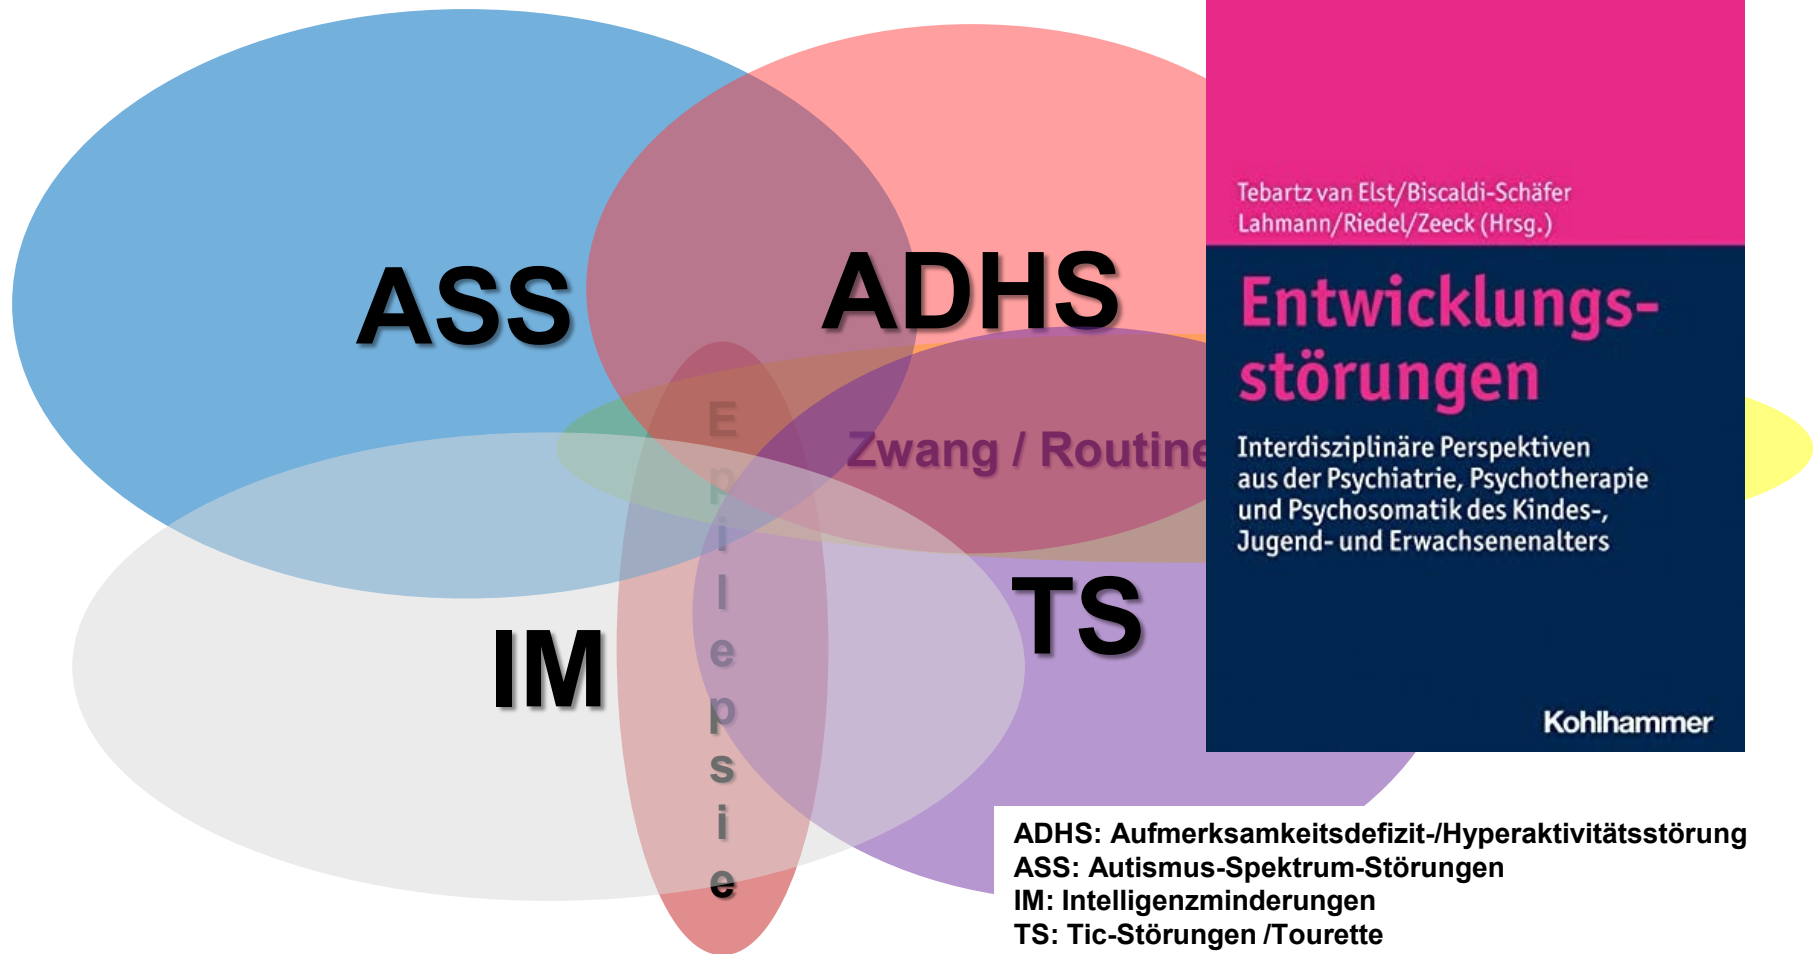 ASS
ADHS
Epilepsie
Zwang / Routine
IM
TS
Tebartz van Elst/Biscaldi-Schäfer
Lahmann/Riedel/Zeeck (Hrsg.)
Entwicklungs-
störungen
Interdisziplinäre Perspektiven
aus der Psychiatrie, Psychotherapie
und Psychosomatik des Kindes-,
Jugend- und Erwachsenenalters
Kohlhammer
ADHS: Aufmerksamkeitsdefizit-/Hyperaktivitätsstörung
ASS: Autismus-Spektrum-Störungen
IM: Intelligenzminderungen
TS: Tic-Störungen /Tourette